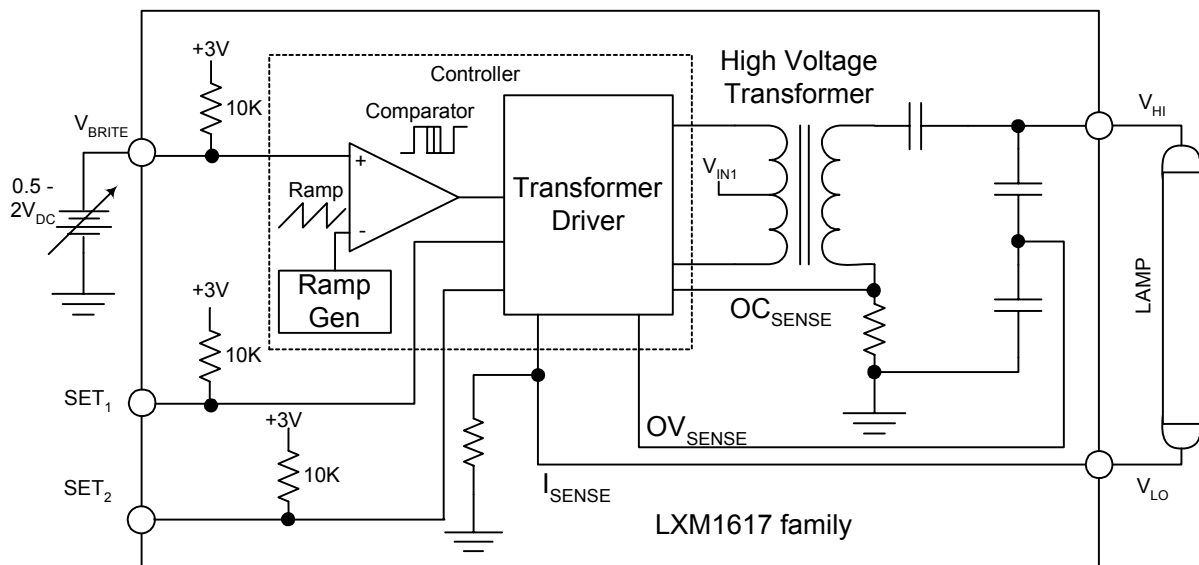 +3V
10K
Controller
Comparator
High Voltage
Transformer
V_BRITE
V_HI
+
Ramp
-
0.5 -
2V_DC
Transformer
Driver
V_IN1
Ramp
Gen
LAMP
+3V
10K
OC_SENSE
SET_1
+3V
OV_SENSE
10K
SET_2
I_SENSE
V_LO
LXM1617 family